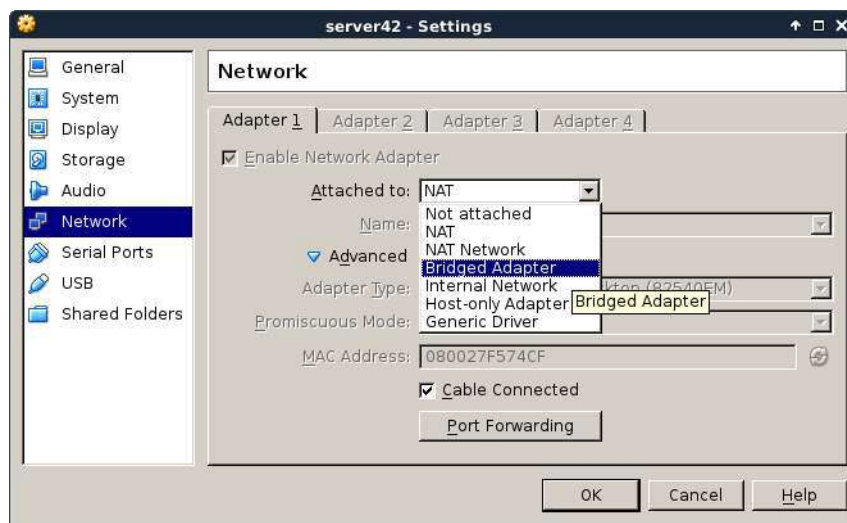 server42 - Settings
General
System
Display
Storage
Audio
Network
Serial Ports
USB
Shared Folders
Network
Adapter 1 Adapter 2 Adapter 3 Adapter 4
Enable Network Adapter
Attached to: NAT
Name:
Advanced
Adapter Type: (82540EM)
Promiscuous Mode:
Not attached
NAT
NAT Network
Bridged Adapter
Internal Network
Host-only Adapter
Generic Driver
Bridged Adapter
MAC Address: 080027F574CF
Cable Connected
Port Forwarding
OK Cancel Help